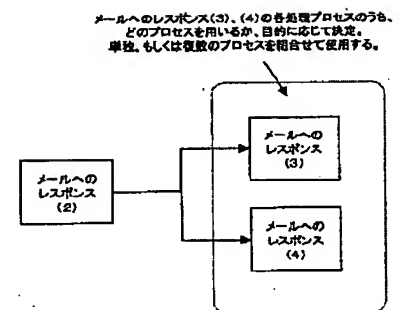 メールへのレスポンス(3)、(4)の各処理プロセスのうち、
どのプロセスを用いるか、目的に応じて決定。
単独、もしくは複数のプロセスを組合せて使用する。
メールへの
レスポンス
(2)
メールへの
レスポンス
(3)
メールへの
レスポンス
(4)